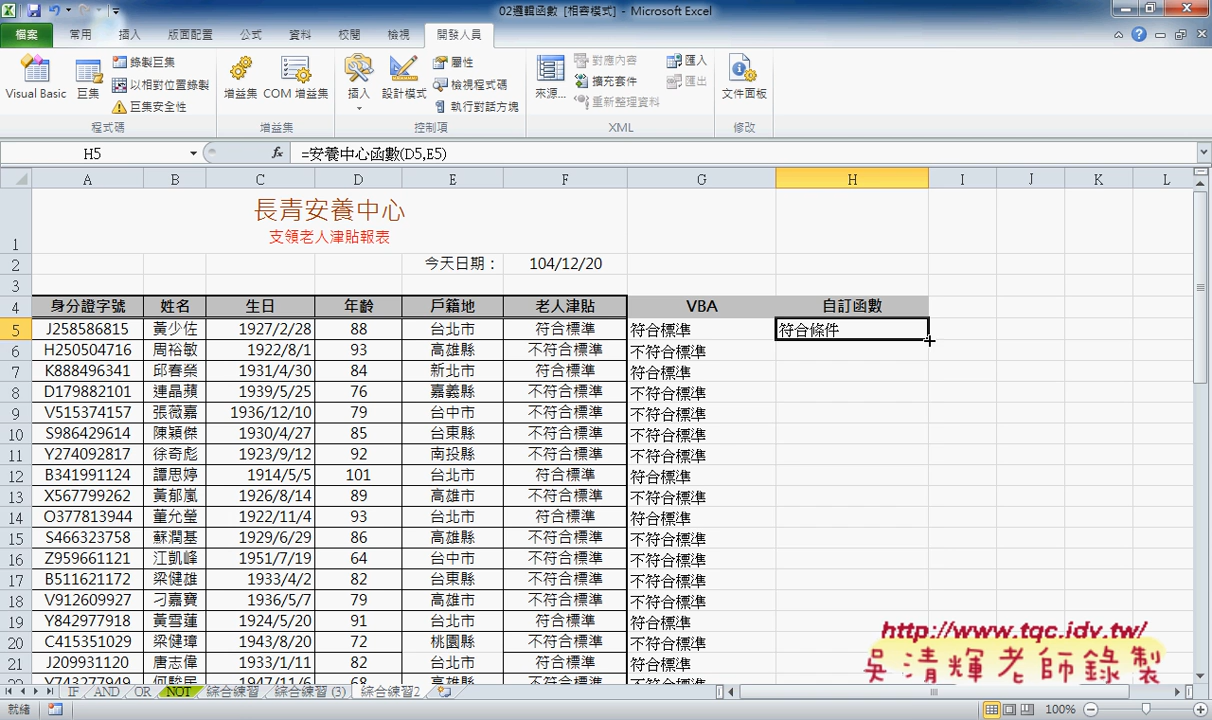 02邏輯函數 [相容模式] - Microsoft Excel
檔案 常用 插入 版面配置 公式 資料 校閱 檢視 開發人員
Visual Basic 巨集 錄製巨集 以相對位置錄製 巨集安全性 增益集 COM 增益集 插入 設計模式 屬性 檢視程式碼 執行對話方塊 來源... 對應內容 擴充套件 重新整理資料 匯入 匯出 文件面板
程式碼 增益集 控制項 XML 修改
H5 fx =安養中心函數(D5,E5)
A B C D E F G H I J K L
1 長青安養中心
支領老人津貼報表
2 今天日期： 104/12/20
3
4 身分證字號 姓名 生日 年齡 戶籍地 老人津貼 VBA 自訂函數
5 J258586815 黃少佐 1927/2/28 88 台北市 符合標準 符合標準 符合條件
6 H250504716 周裕敏 1922/8/1 93 高雄縣 不符合標準 不符合標準
7 K888496341 邱春榮 1931/4/30 84 新北市 符合標準 符合標準
8 D179882101 連晶蘋 1939/5/25 76 嘉義縣 不符合標準 不符合標準
9 V515374157 張薇嘉 1936/12/10 79 台中市 不符合標準 不符合標準
10 S986429614 陳穎傑 1930/4/27 85 台東縣 不符合標準 不符合標準
11 Y274092817 徐奇彪 1923/9/12 92 南投縣 不符合標準 不符合標準
12 B341991124 譚思婷 1914/5/5 101 台北市 符合標準 符合標準
13 X567799262 黃郁嵐 1926/8/14 89 高雄市 不符合標準 不符合標準
14 O377813944 董允瑩 1922/11/4 93 台北市 符合標準 符合標準
15 S466323758 蘇潤基 1929/6/29 86 高雄縣 不符合標準 不符合標準
16 Z959661121 江凱峰 1951/7/19 64 台中市 不符合標準 不符合標準
17 B511621172 梁健雄 1933/4/2 82 台東縣 不符合標準 不符合標準
18 V912609927 刁嘉寶 1936/5/7 79 高雄市 不符合標準 不符合標準
19 Y842977918 黃雪蓮 1924/5/20 91 台北市 符合標準 符合標準
20 C415351029 梁健璋 1943/8/20 72 桃園縣 不符合標準 不符合標準
21 J209931120 唐志偉 1933/1/11 82 台北市 符合標準 符合標準
http://www.tqc.idv.tw/
吳清輝老師錄製
IF AND OR NOT 綜合練習 綜合練習 (3) 綜合練習2
就緒 100%